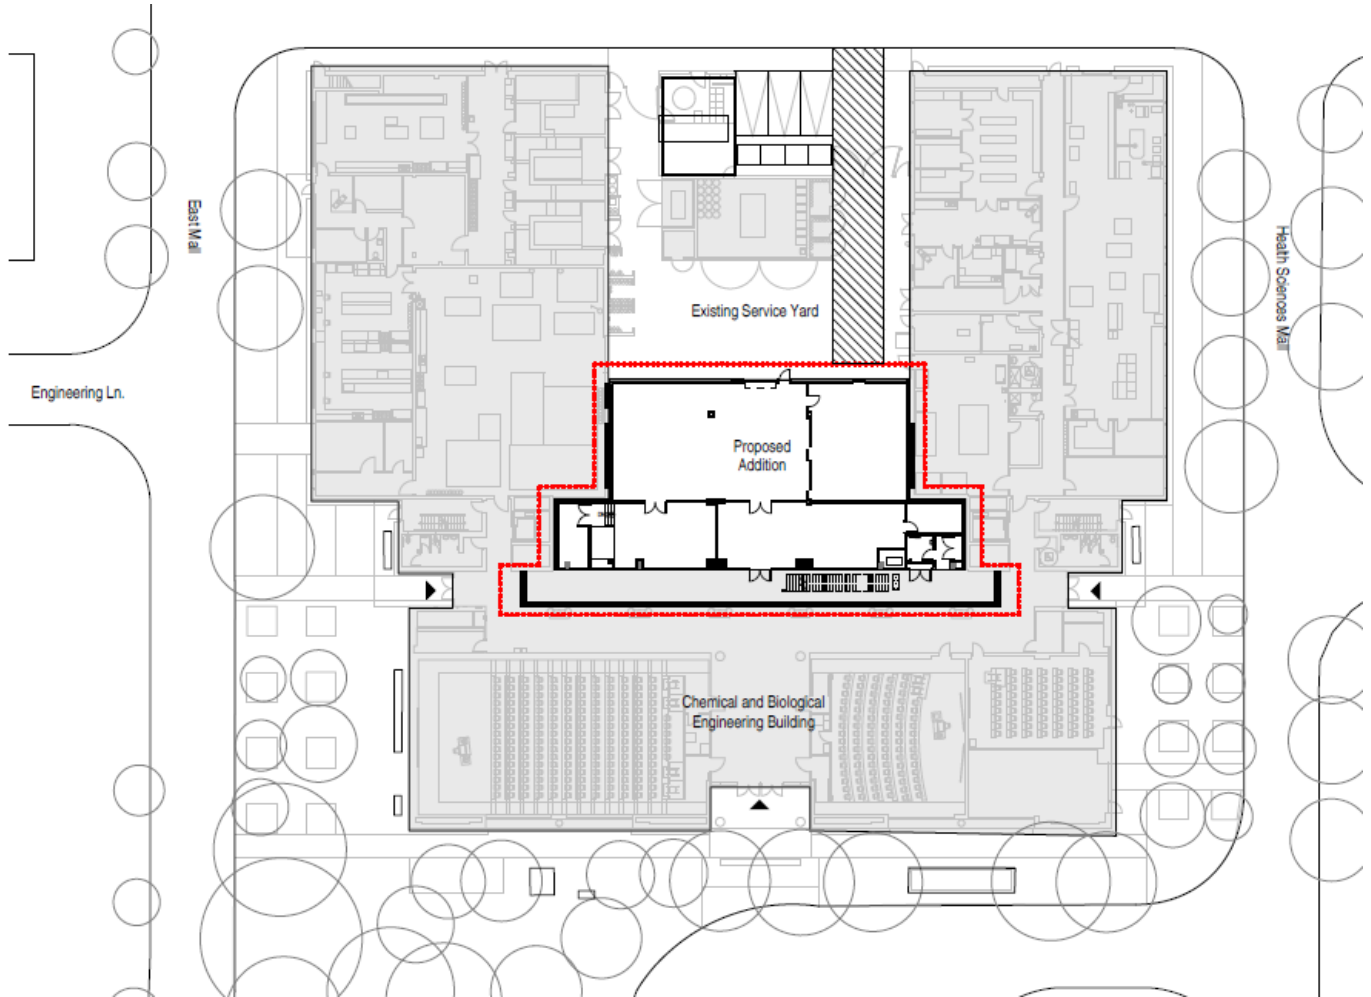 East Mall
Heath Sciences Mall
Existing Service Yard
Engineering Ln.
Proposed
Addition
Chemical and Biological
Engineering Building